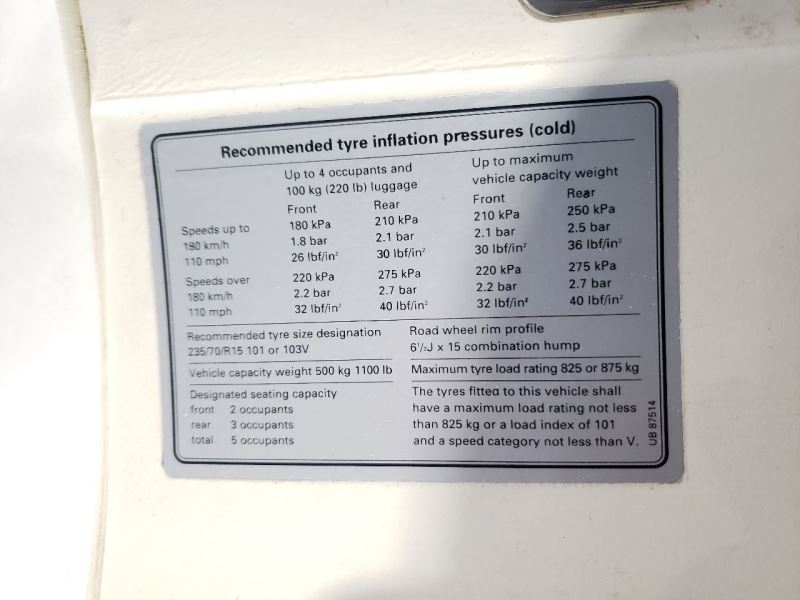 Recommended tyre inflation pressures (cold)
Up to 4 occupants and 100 kg (220 lb) luggage
Up to maximum vehicle capacity weight
Front Rear Front Rear
Speeds up to 180 kPa 210 kPa 210 kPa 250 kPa
180 km/h 1.8 bar 2.1 bar 2.1 bar 2.5 bar
110 mph 26 lbf/in² 30 lbf/in² 30 lbf/in² 36 lbf/in²
Speeds over 220 kPa 275 kPa 220 kPa 275 kPa
180 km/h 2.2 bar 2.7 bar 2.2 bar 2.7 bar
110 mph 32 lbf/in² 40 lbf/in² 32 lbf/in² 40 lbf/in²
Recommended tyre size designation
235/70/R15 101 or 103V
Road wheel rim profile
6½J x 15 combination hump
Vehicle capacity weight 500 kg 1100 lb
Maximum tyre load rating 825 or 875 kg
Designated seating capacity
front 2 occupants
rear 3 occupants
total 5 occupants
The tyres fitted to this vehicle shall
have a maximum load rating not less
than 825 kg or a load index of 101
and a speed category not less than V.
UB 87514